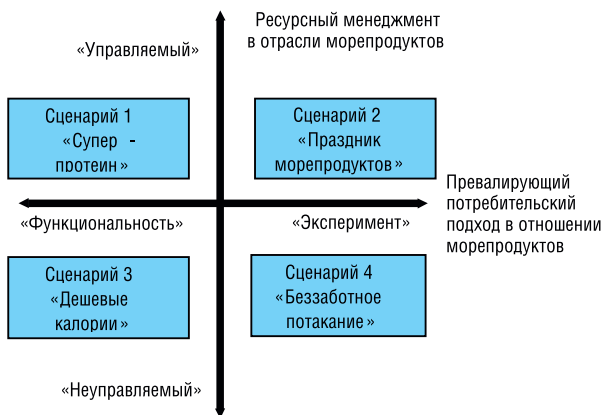 Ресурсный менеджмент
в отрасли морепродуктов
«Управляемый»
Сценарий 1
«Супер -
протеин»
Сценарий 2
«Праздник
морепродуктов»
Превалирующий
потребительский
подход в отношении
морепродуктов
«Функциональность»
«Эксперимент»
Сценарий 3
«Дешевые
калории»
Сценарий 4
«Беззаботное
потакание»
«Неуправляемый»